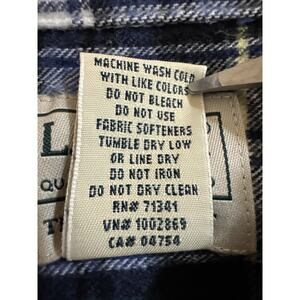 MACHINE WASH COLD
WITH LIKE COLORS
DO NOT BLEACH
DO NOT USE
FABRIC SOFTENERS
TUMBLE DRY LOW
OR LINE DRY
DO NOT IRON
DO NOT DRY CLEAN
RN# 71341
VN# 1002869
CA# 04754